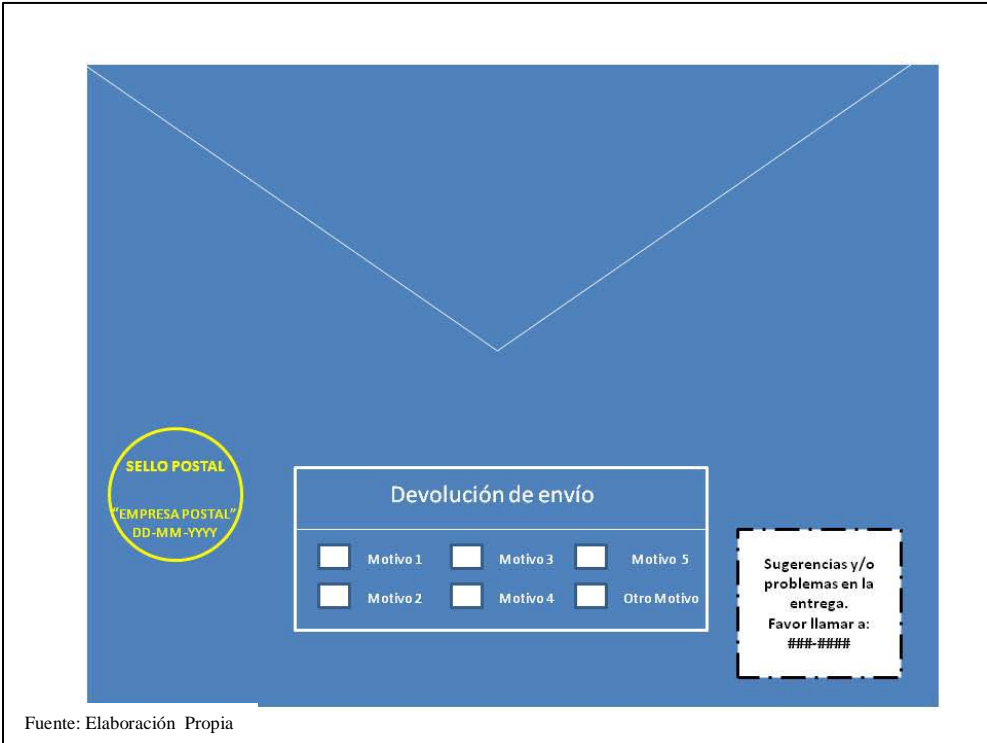 SELLO POSTAL
"EMPRESA POSTAL"
DD-MM-YYYY
Devolución de envío
Motivo 1 Motivo 3 Motivo 5
Motivo 2 Motivo 4 Otro Motivo
Sugerencias y/o
problemas en la
entrega.
Favor llamar a:
###-####
Fuente: Elaboración Propia